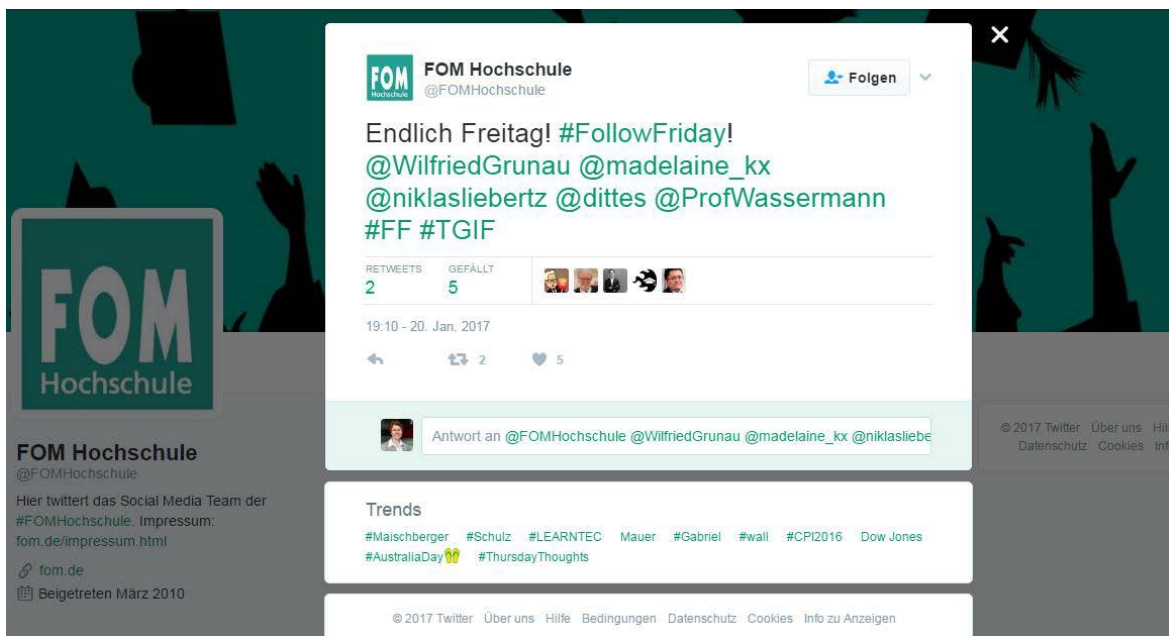 FOM
Hochschule
FOM Hochschule
@FOMHochschule
Folgen
Endlich Freitag! #FollowFriday!
@WilfriedGrunau @madelaine_kx
@niklasliebertz @dittes @ProfWassermann
#FF #TGIF
RETWEETS GEFÄLLT
2 5
19:10 - 20. Jan. 2017
2 5
Antwort an @FOMHochschule @WilfriedGrunau @madelaine_kx @niklasliebe
FOM
Hochschule
FOM Hochschule
@FOMHochschule
Hier twittert das Social Media Team der
#FOMHochschule. Impressum:
fom.de/impressum.html
fom.de
Beigetreten März 2010
Trends
#Maischberger #Schulz #LEARNTEC Mauer #Gabriel #wall #CPI2016 Dow Jones
#AustraliaDay #ThursdayThoughts
© 2017 Twitter Über uns Hilfe Bedingungen Datenschutz Cookies Info zu Anzeigen
© 2017 Twitter Über uns Hil
Datenschutz Cookies Inf